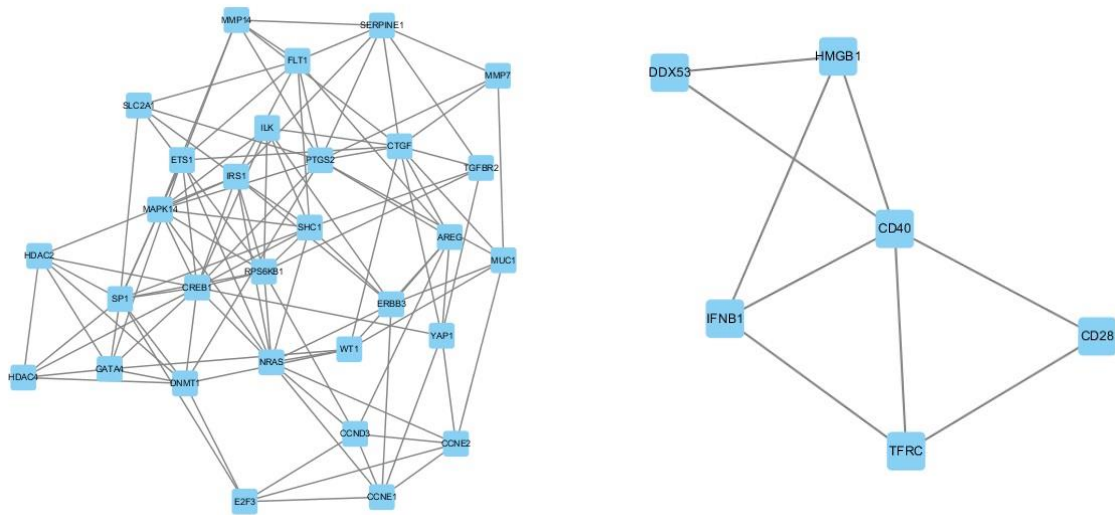 MMP14
SERPINE1
FLT1
MMP7
SLC2A1
ILK
CTGF
ETS1
PTGS2
TGFBR2
IRS1
MAPK14
SHC1
AREG
HDAC2
MUC1
RPS6KB1
CREB1
SP1
ERBB3
YAP1
WT1
NRAS
GATA4
HDAC4
DNMT1
CCND3
CCNE2
CCNE1
E2F3
HMGB1
DDX53
CD40
IFNB1
CD28
TFRC